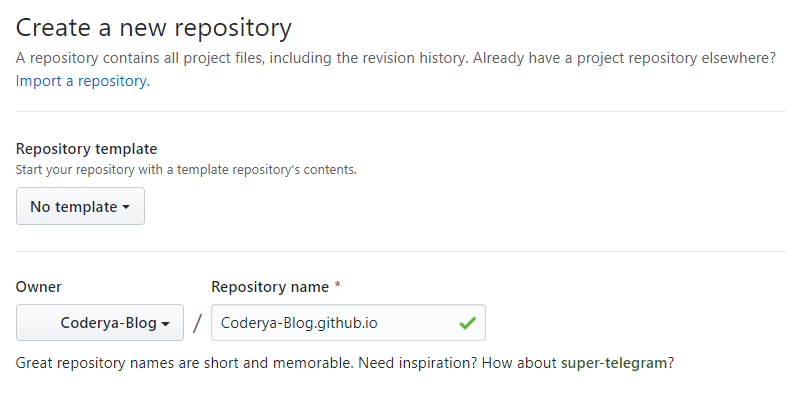 Create a new repository
A repository contains all project files, including the revision history. Already have a project repository elsewhere?
Import a repository.
Repository template
Start your repository with a template repository's contents.
No template
Owner
Repository name *
Coderya-Blog / Coderya-Blog.github.io
Great repository names are short and memorable. Need inspiration? How about super-telegram?